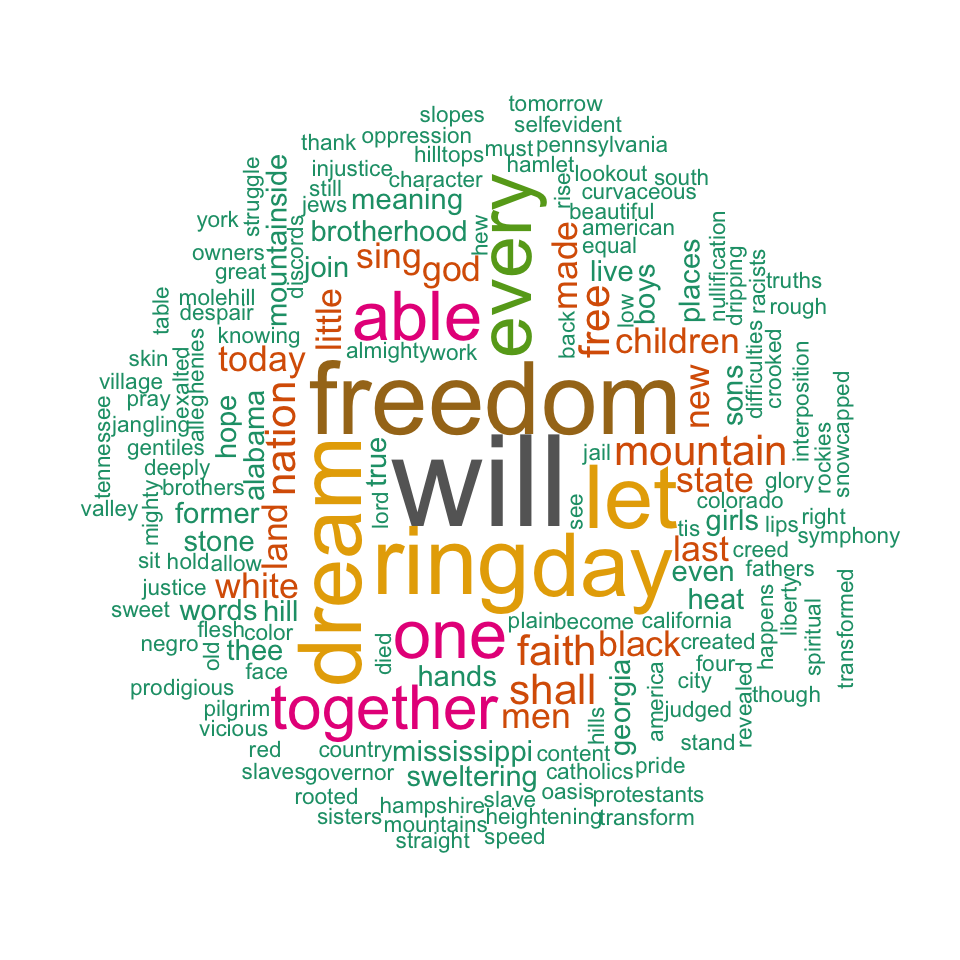 tomorrow
slopes
selfevident
thank
oppression
pennsylvania
hilltops
must
hamlet
injustice
lookout
south
struggle
mountainside
still
character
rise
curvaceous
jews
meaning
every
beautiful
york
discords
brotherhood
hew
made
american
nullification
owners
join
sing
god
equal
places
dripping
racists
great
live
boys
truths
table
molehill
little
able
back
free
low
rough
despair
knowing
almighty
work
children
difficulties
crooked
skin
exalted
alleghenies
today
freedom
new
sons
interposition
village
pray
nation
hope
alabama
tennessee
jangling
gentiles
true
will
jail
mountain
rockies
snowcapped
deeply
dream
let
state
glory
mighty
brothers
lord
see
colorado
valley
former
land
tis
girls
lips
right
symphony
stone
ring
day
last
creed
sit
hold
allow
even
fathers
justice
white
heat
happens
liberty
spiritual
transformed
sweet
words
hill
one
plain
become
california
flesh
color
negro
old
thee
died
faith
black
created
face
hands
georgia
america
four
city
revealed
prodigious
together
shall
though
pilgrim
men
hills
judged
vicious
stand
red
country
mississippi
content
slaves
governor
sweltering
catholics
pride
rooted
hampshire
slave
oasis
protestants
sisters
mountains
heightening
transform
straight
speed